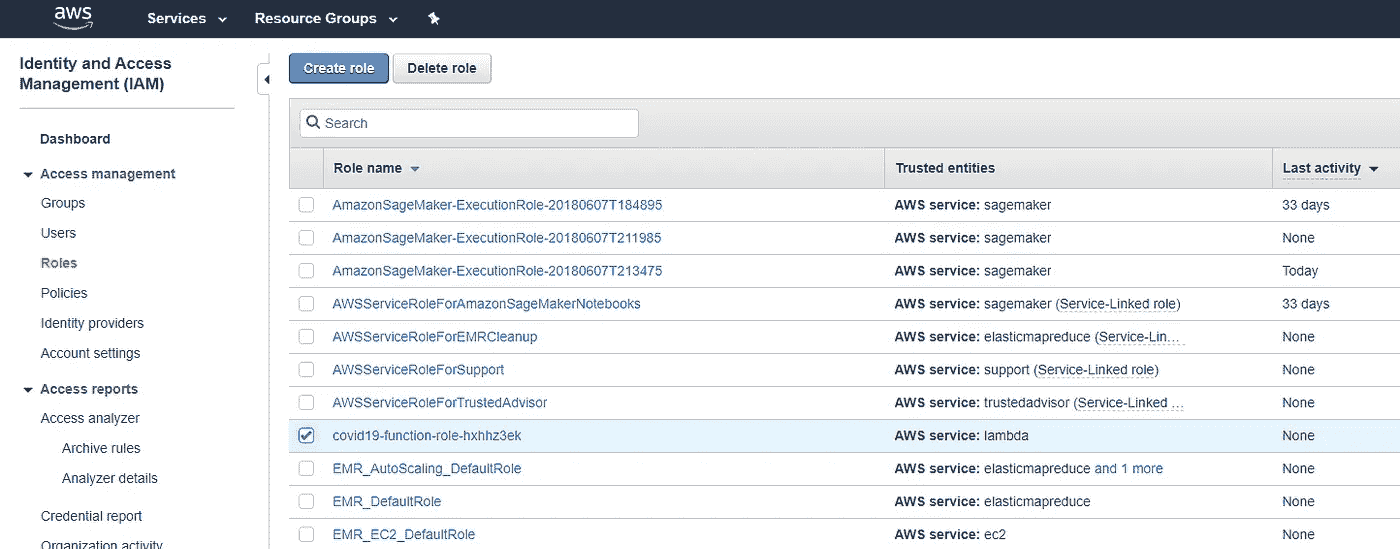 aws
Services
Resource Groups
Identity and Access
Management (IAM)
Dashboard
Access management
Groups
Users
Roles
Policies
Identity providers
Account settings
Access reports
Access analyzer
Archive rules
Analyzer details
Credential report
Organization activity
Create role
Delete role
Search
Role name Trusted entities Last activity
AmazonSageMaker-ExecutionRole-20180607T184895 AWS service: sagemaker 33 days
AmazonSageMaker-ExecutionRole-20180607T211985 AWS service: sagemaker None
AmazonSageMaker-ExecutionRole-20180607T213475 AWS service: sagemaker Today
AWSServiceRoleForAmazonSageMakerNotebooks AWS service: sagemaker (Service-Linked role) 33 days
AWSServiceRoleForEMRCleanup AWS service: elasticmapreduce (Service-Lin… None
AWSServiceRoleForSupport AWS service: support (Service-Linked role) None
AWSServiceRoleForTrustedAdvisor AWS service: trustedadvisor (Service-Linked … None
covid19-function-role-hxhhz3ek AWS service: lambda None
EMR_AutoScaling_DefaultRole AWS service: elasticmapreduce and 1 more None
EMR_DefaultRole AWS service: elasticmapreduce None
EMR_EC2_DefaultRole AWS service: ec2 None